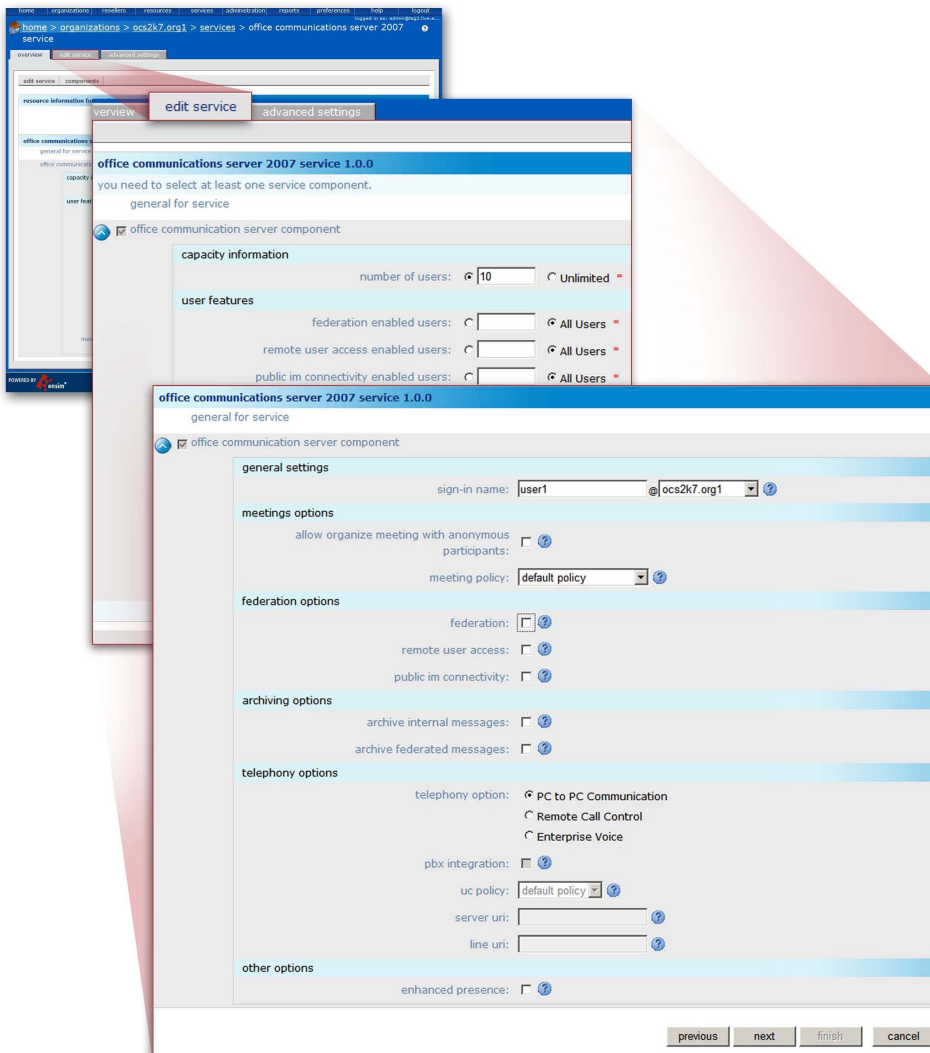 home organizations resellers resources services administration reports preferences help logout
home > organizations > ocs2k7.org1 > services > office communications server 2007
service
overview edit service advanced settings
edit service components
resource information for
office communications s
general for service
office communicatio
capacity i
user feat
POWERED BY ensim
edit service
verview advanced settings
office communications server 2007 service 1.0.0
you need to select at least one service component.
general for service
office communication server component
capacity information
number of users: 10 Unlimited *
user features
federation enabled users: All Users *
remote user access enabled users: All Users *
public im connectivity enabled users: All Users *
office communications server 2007 service 1.0.0
general for service
office communication server component
general settings
sign-in name: user1 @ ocs2k7.org1
meetings options
allow organize meeting with anonymous
participants:
meeting policy: default policy
federation options
federation:
remote user access:
public im connectivity:
archiving options
archive internal messages:
archive federated messages:
telephony options
telephony option: PC to PC Communication
Remote Call Control
Enterprise Voice
pbx integration:
uc policy: default policy
server uri:
line uri:
other options
enhanced presence:
previous next finish cancel